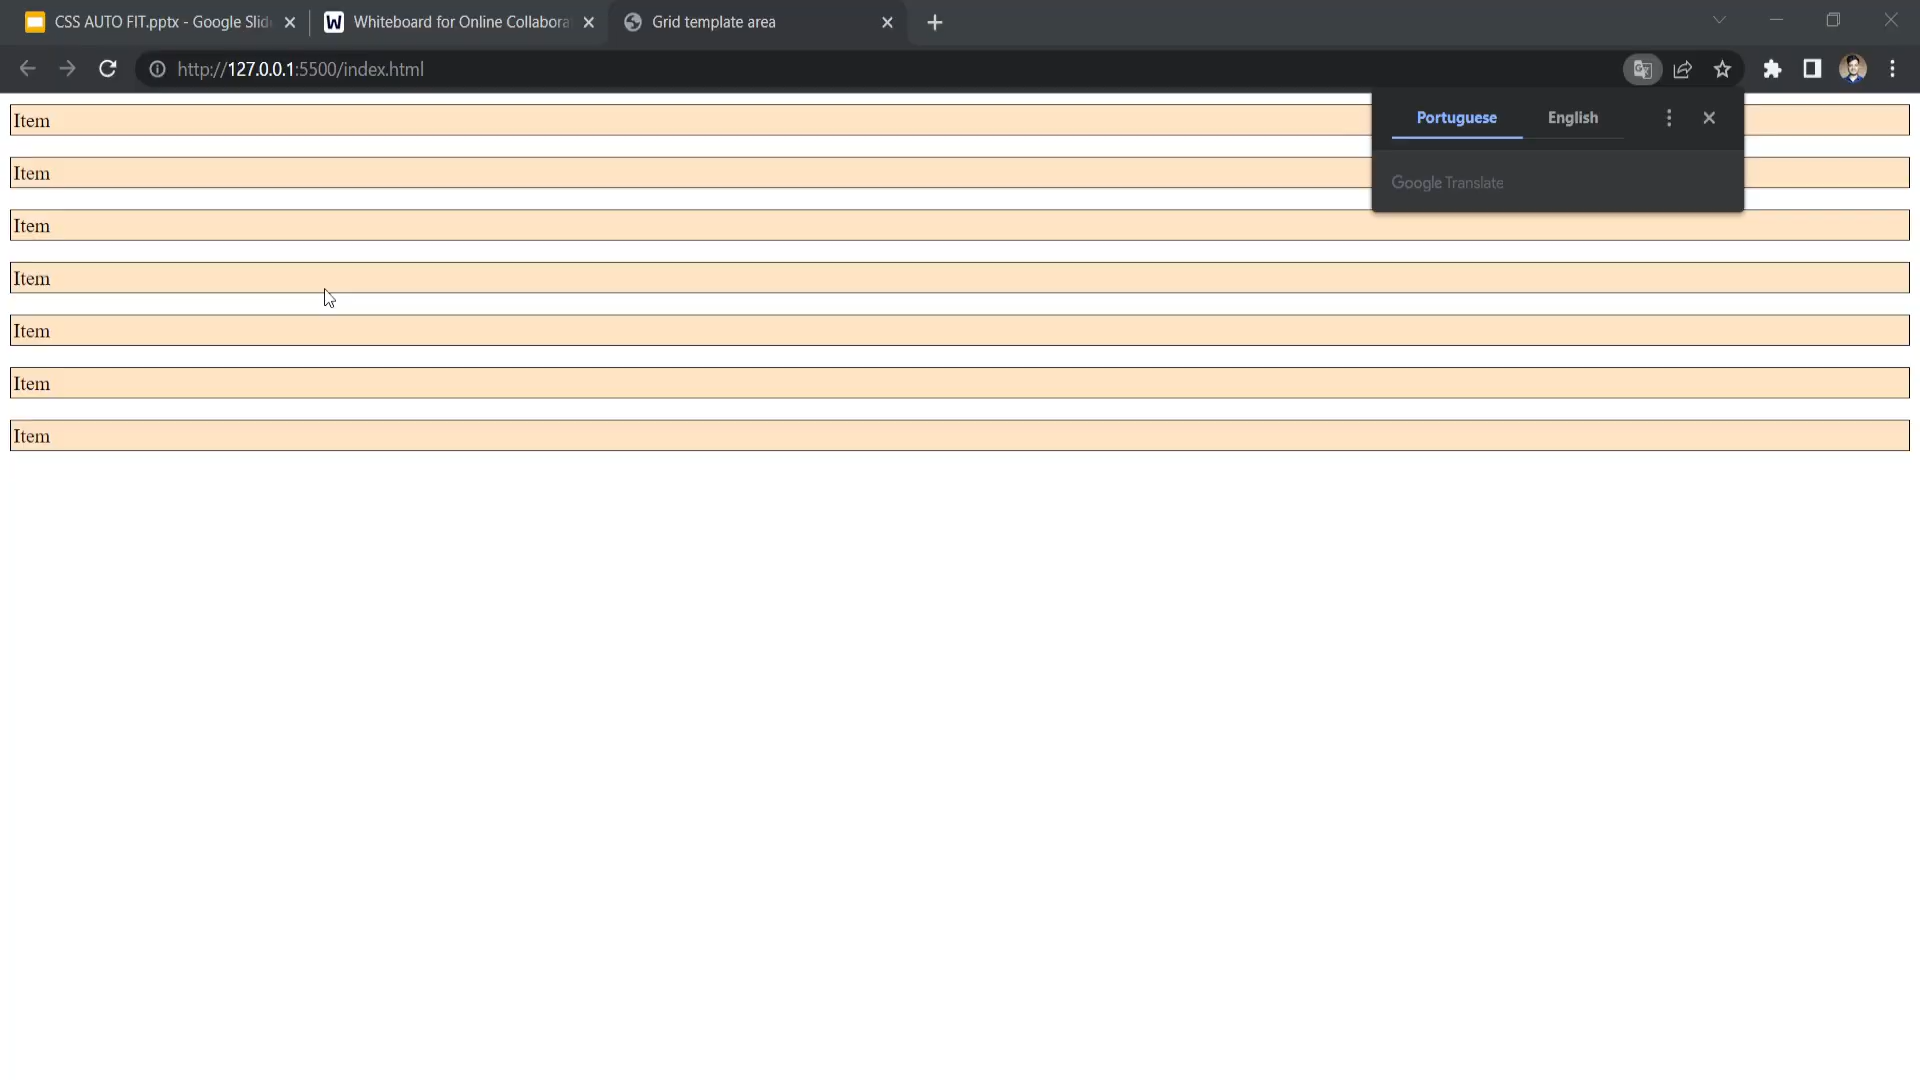 CSS AUTO FIT.pptx - Google Slid
Whiteboard for Online Collabora
Grid template area
http://127.0.0.1:5500/index.html
Portuguese
English
Google Translate
Item
Item
Item
Item
Item
Item
Item